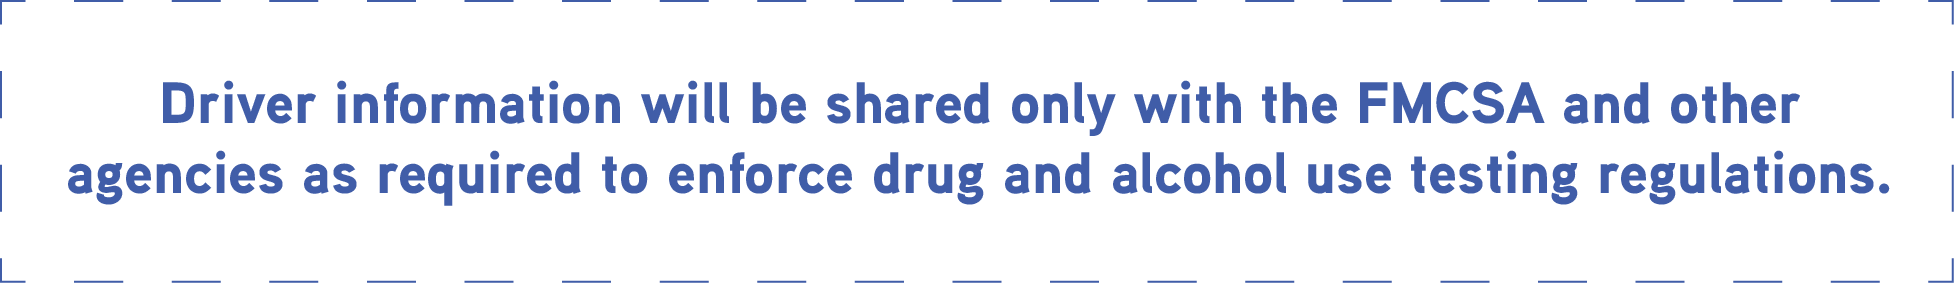 Driver information will be shared only with the FMCSA and other
agencies as required to enforce drug and alcohol use testing regulations.